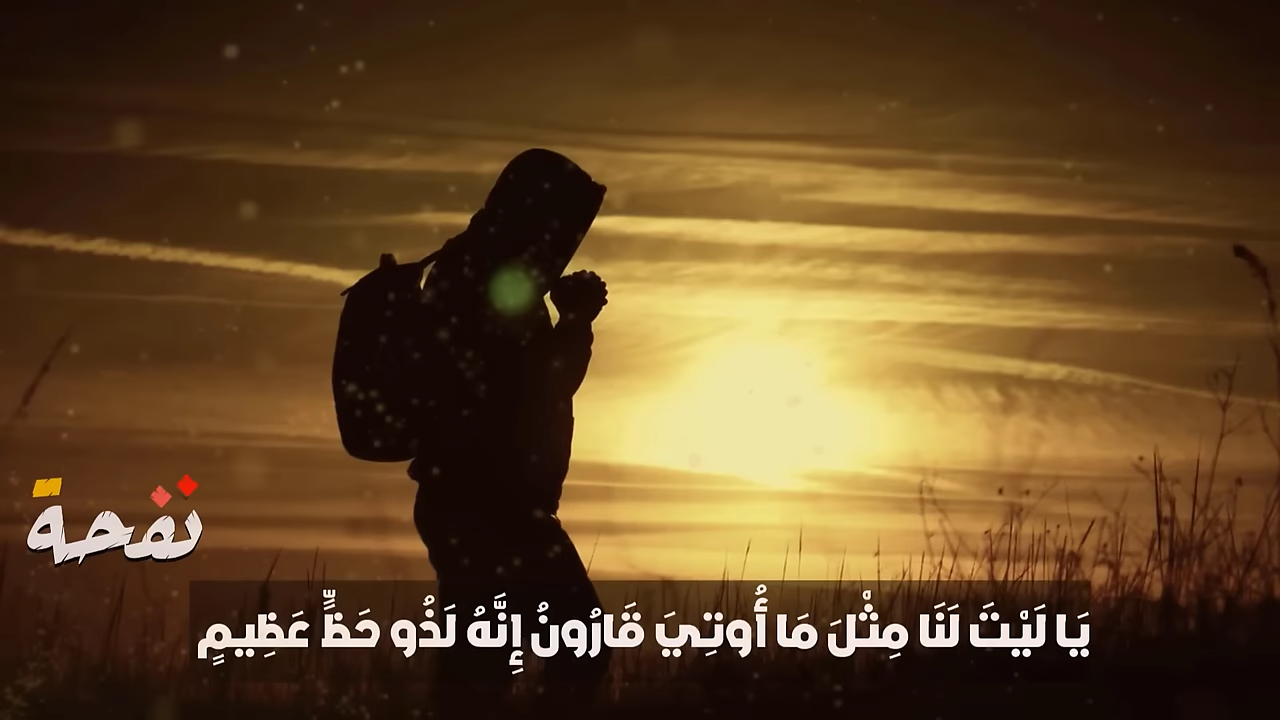 نفحة
يَا لَيْتَ لَنَا مِثْلَ مَا أُوتِيَ قَارُونُ إِنَّهُ لَذُو حَظٍّ عَظِيمٍ